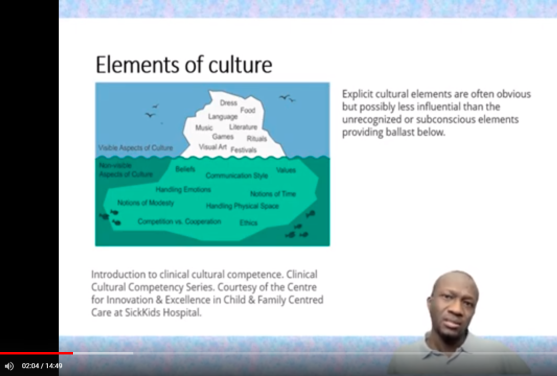 Elements of culture
Dress
Food
Language
Music
Literature
Games
Rituals
Visual Art
Festivals
Visible Aspects of Culture
Non-visible
Aspects of Culture
Beliefs
Communication Style
Values
Handling Emotions
Notions of Time
Notions of Modesty
Handling Physical Space
Competition vs. Cooperation
Ethics
Explicit cultural elements are often obvious
but possibly less influential than the
unrecognized or subconscious elements
providing ballast below.
Introduction to clinical cultural competence. Clinical
Cultural Competency Series. Courtesy of the Centre
for Innovation & Excellence in Child & Family Centred
Care at SickKids Hospital.
02:04 / 14:49